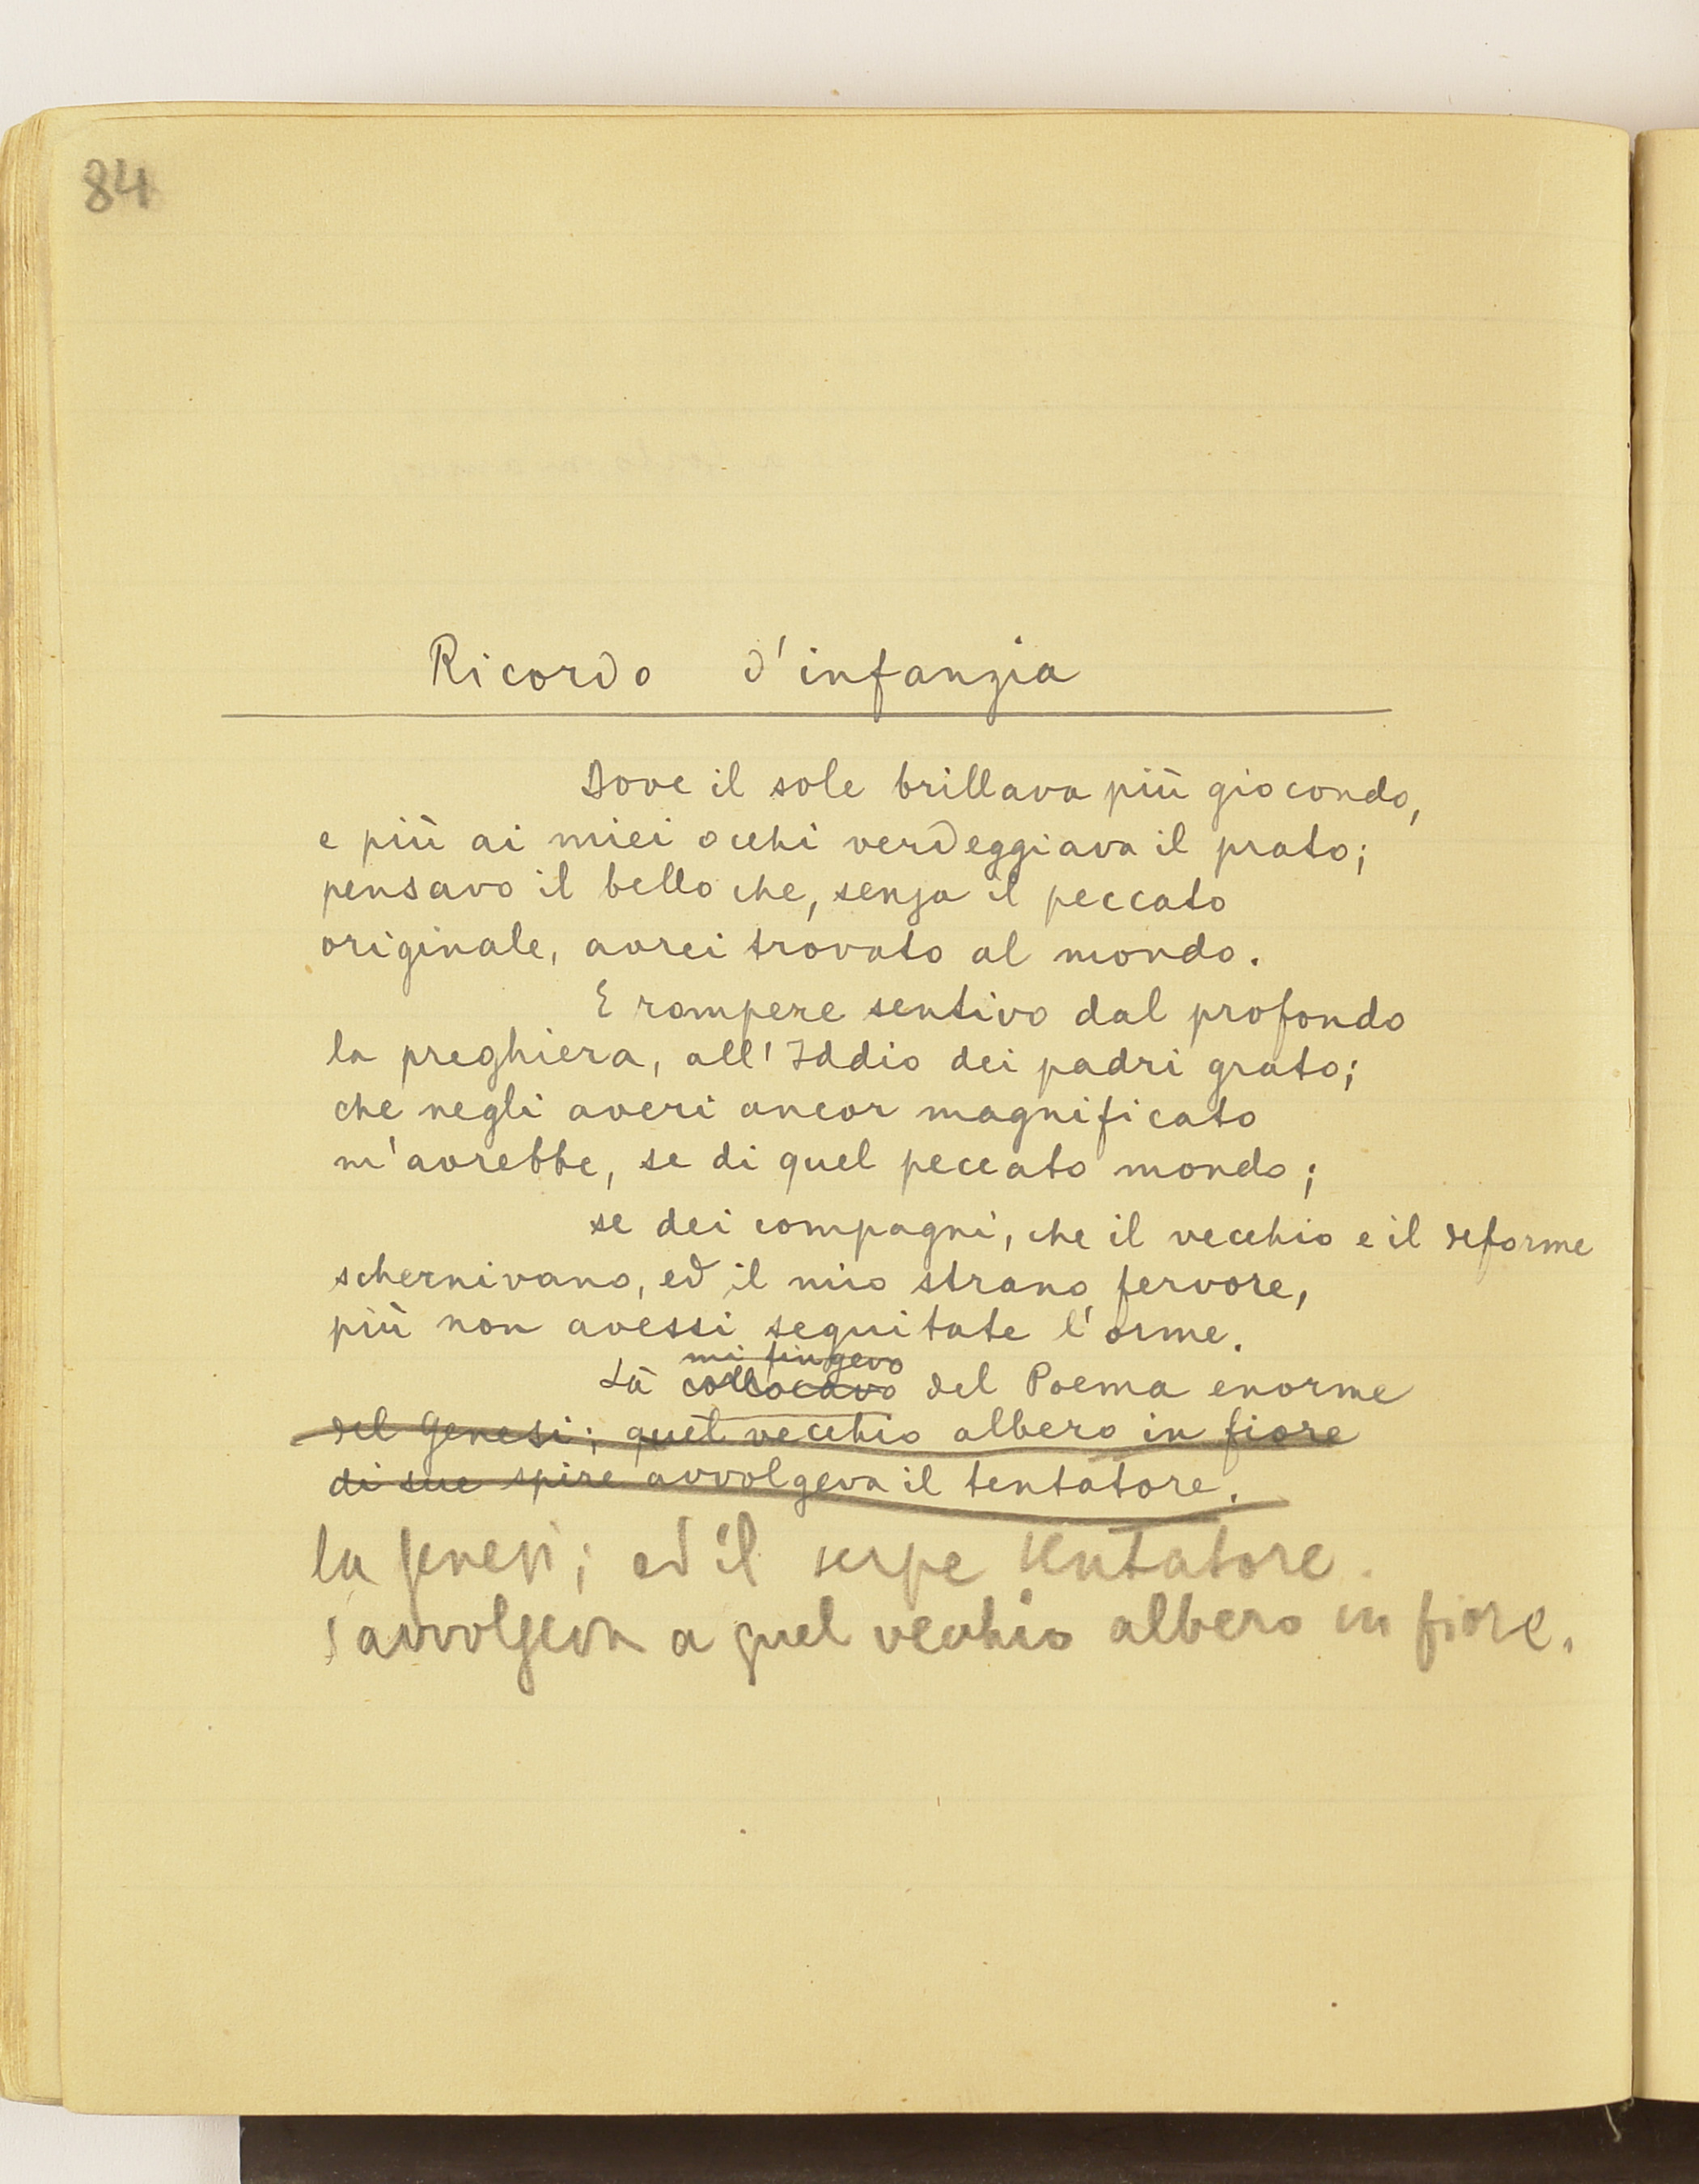 84
Ricordo d'infanzia
Dove il sole brillava più giocondo,
e più ai miei occhi verdeggiava il prato;
pensavo il bello che, senza il peccato
originale, avrei trovato al mondo.
E rompere sentivo dal profondo
la preghiera, all'Iddio dei padri grato;
che negli averi ancor magnificato
m'avrebbe, se di quel peccato mondo;
se dei compagni, che il vecchio e il deforme
schernivano, ed il mio strano fervore,
più non avessi seguitate l'orme.
mi fingevo
Là collocavo del Poema enorme
del Genesi; quel vecchio albero in fiore
di sue spire avvolgeva il tentatore.
la genesi; ed il serpe tentatore.
s'avvolgeva a quel vecchio albero in fiore.